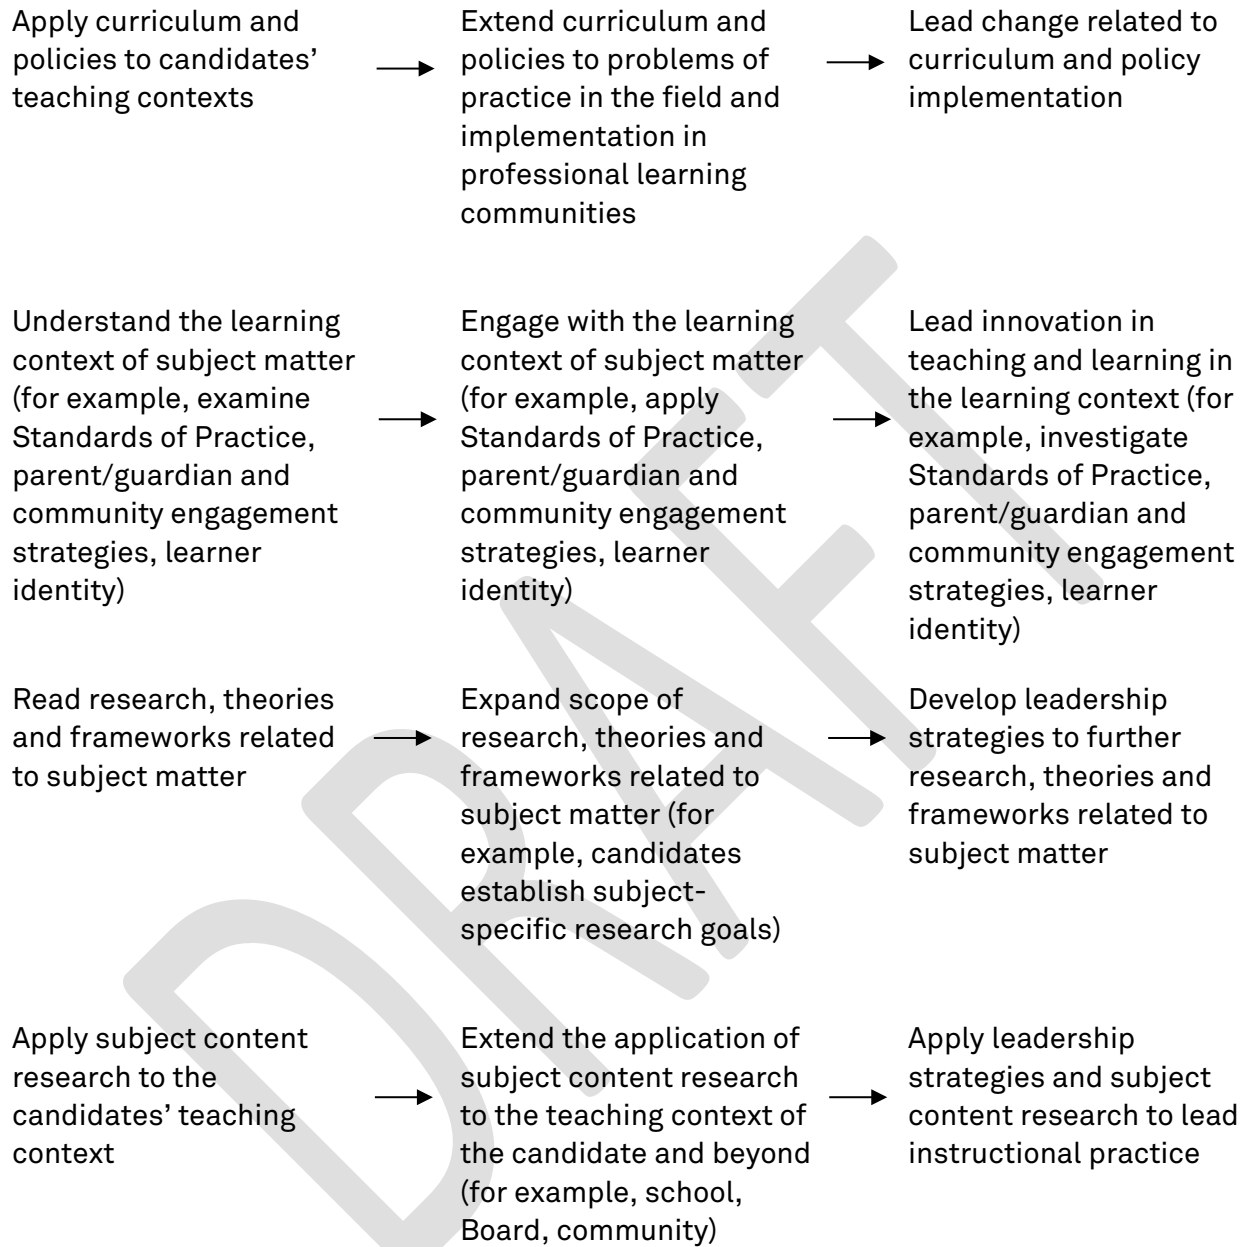 Apply curriculum and
policies to candidates’
teaching contexts
Extend curriculum and
policies to problems of
practice in the field and
implementation in
professional learning
communities
Lead change related to
curriculum and policy
implementation
Understand the learning
context of subject matter
(for example, examine
Standards of Practice,
parent/guardian and
community engagement
strategies, learner
identity)
Engage with the learning
context of subject matter
(for example, apply
Standards of Practice,
parent/guardian and
community engagement
strategies, learner
identity)
Lead innovation in
teaching and learning in
the learning context (for
example, investigate
Standards of Practice,
parent/guardian and
community engagement
strategies, learner
identity)
Read research, theories
and frameworks related
to subject matter
Expand scope of
research, theories and
frameworks related to
subject matter (for
example, candidates
establish subject-
specific research goals)
Develop leadership
strategies to further
research, theories and
frameworks related to
subject matter
Apply subject content
research to the
candidates’ teaching
context
Extend the application of
subject content research
to the teaching context of
the candidate and beyond
(for example, school,
Board, community)
Apply leadership
strategies and subject
content research to lead
instructional practice
DRAFT